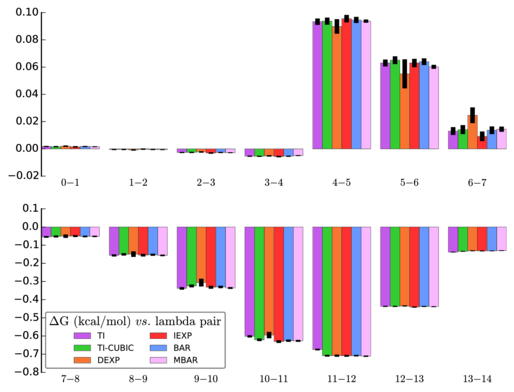 0.10
0.08
0.06
0.04
0.02
0.00
−0.02
0−1 1−2 2−3 3−4 4−5 5−6 6−7
0.1
0.0
−0.1
−0.2
−0.3
−0.4
−0.5
−0.6
−0.7
−0.8
ΔG (kcal/mol) vs. lambda pair
TI IEXP
TI-CUBIC BAR
DEXP MBAR
7−8 8−9 9−10 10−11 11−12 12−13 13−14